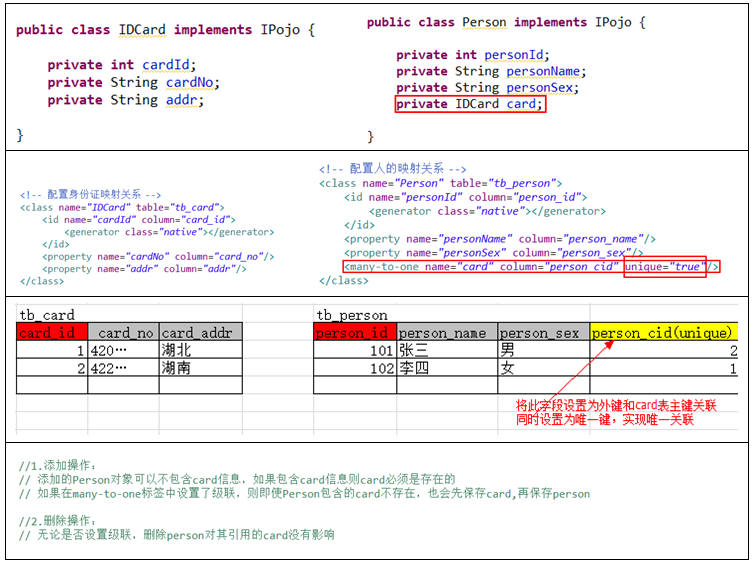 public class IDCard implements IPojo {
private int cardId;
private String cardNo;
private String addr;
}
public class Person implements IPojo {
private int personId;
private String personName;
private String personSex;
private IDCard card;
}
<!-- 配置身份证映射关系 -->
<class name="IDCard" table="tb_card">
<id name="cardId" column="card_id">
<generator class="native"></generator>
</id>
<property name="cardNo" column="card_no"/>
<property name="addr" column="addr"/>
</class>
<!-- 配置人的映射关系 -->
<class name="Person" table="tb_person">
<id name="personId" column="person_id">
<generator class="native"></generator>
</id>
<property name="personName" column="person_name"/>
<property name="personSex" column="person_sex"/>
<many-to-one name="card" column="person_cid" unique="true"/>
</class>
tb_card
card_id card_no card_addr
1 420… 湖北
2 422… 湖南
tb_person
person_id person_name person_sex person_cid(unique)
101 张三 男 2
102 李四 女 1
将此字段设置为外键和card表主键关联
同时设置为唯一键，实现唯一关联
//1.添加操作：
// 添加的Person对象可以不包含card信息，如果包含card信息则card必须是存在的
// 如果在many-to-one标签中设置了级联，则即使Person包含的card不存在，也会先保存card,再保存person
//2.删除操作：
// 无论是否设置级联，删除person对其引用的card没有影响